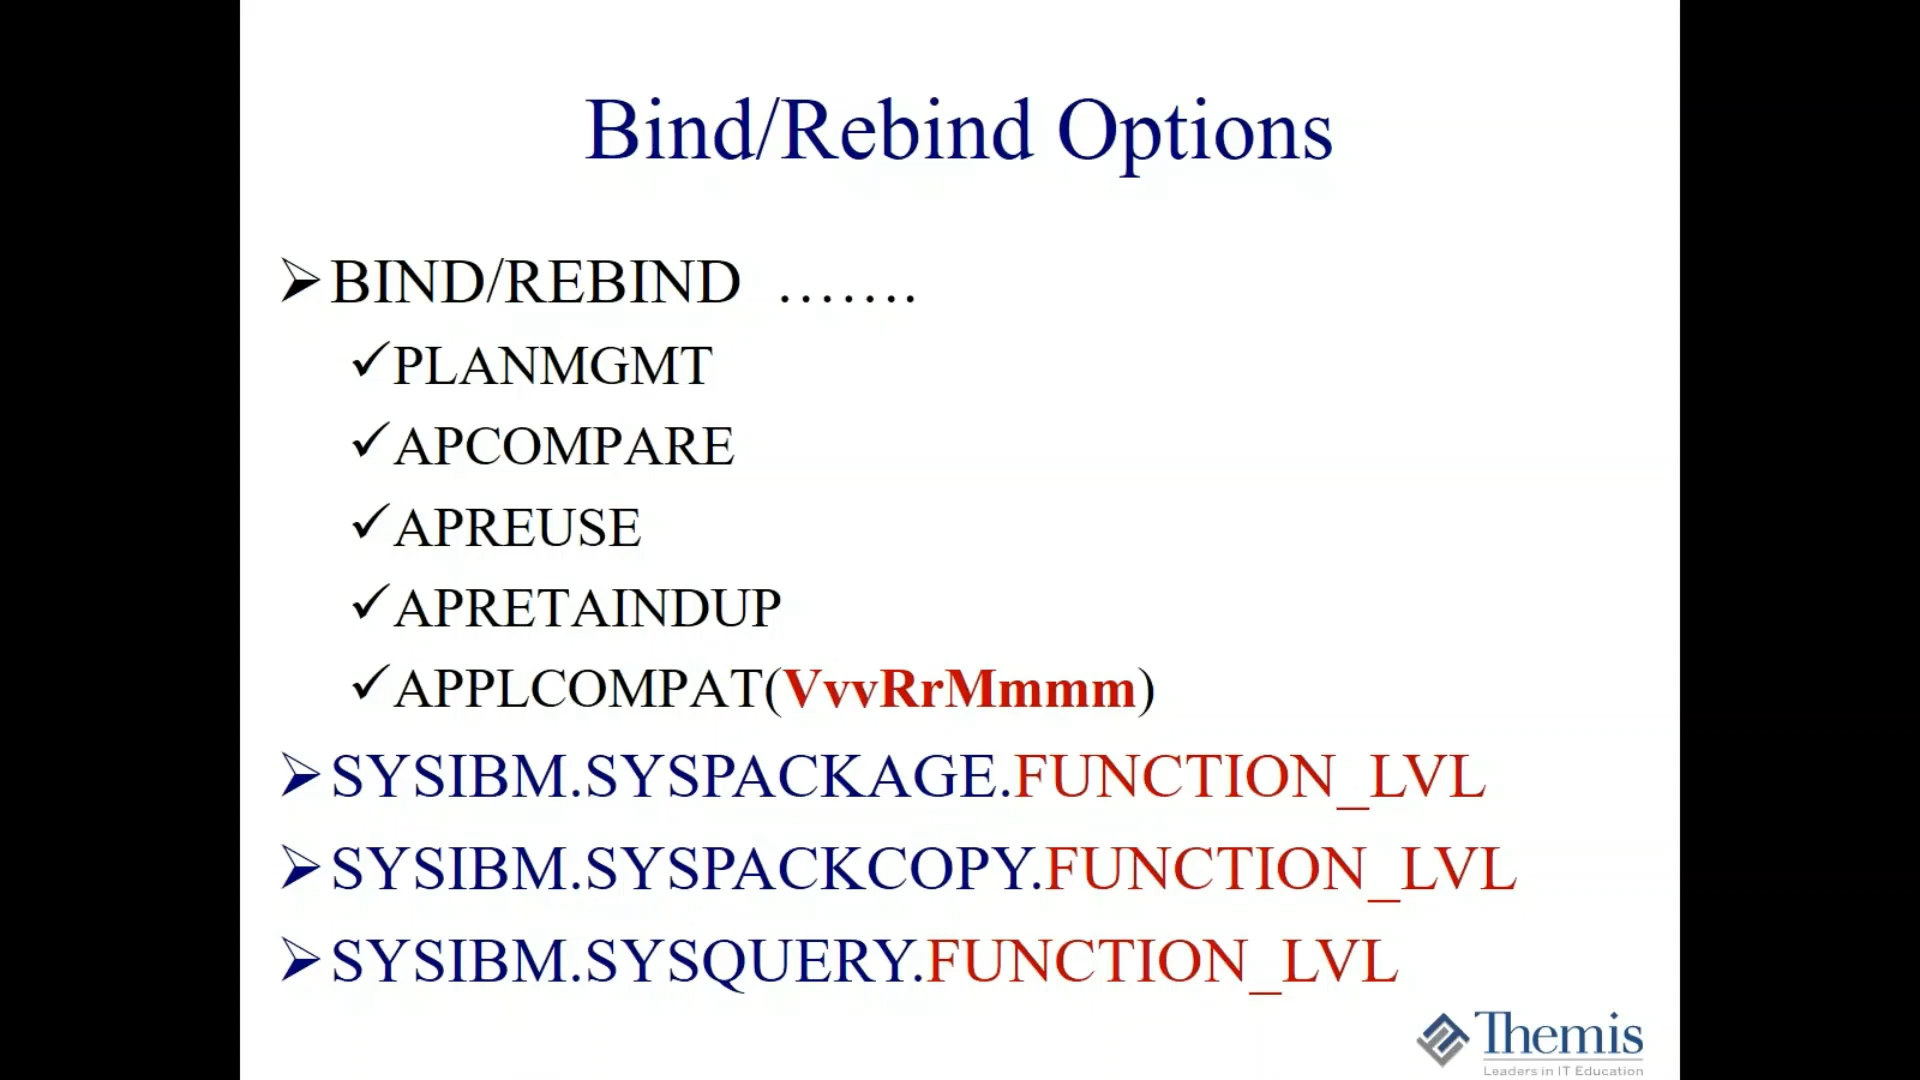 Bind/Rebind Options
➢BIND/REBIND …….
✓PLANMGMT
✓APCOMPARE
✓APREUSE
✓APRETAINDUP
✓APPLCOMPAT(VvvRrMmmm)
➢SYSIBM.SYSPACKAGE.FUNCTION_LVL
➢SYSIBM.SYSPACKCOPY.FUNCTION_LVL
➢SYSIBM.SYSQUERY.FUNCTION_LVL
Themis
Leaders in IT Education